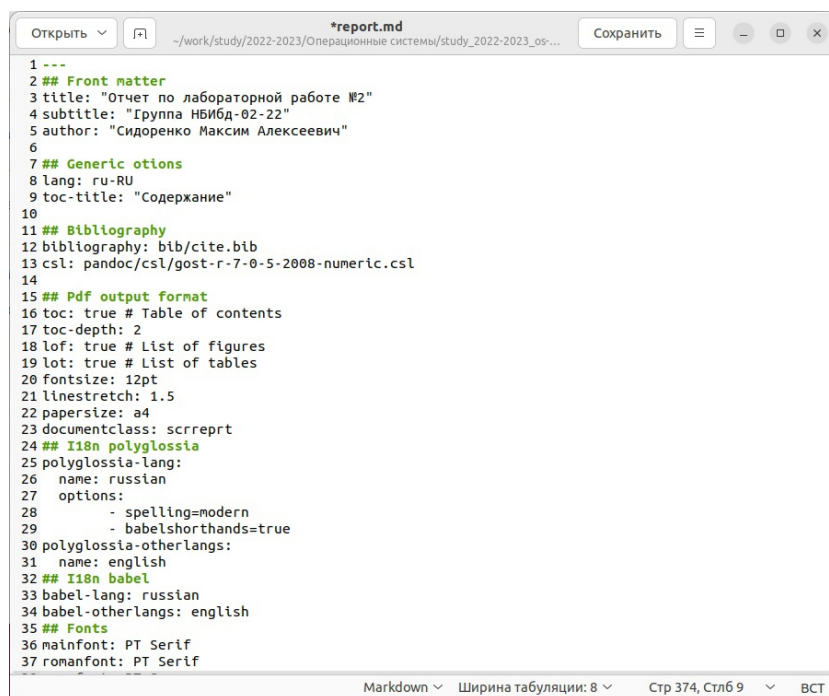 Открыть
*report.md
~/work/study/2022-2023/Операционные системы/study_2022-2023_os-...
Сохранить
1 ---
2 ## Front matter
3 title: "Отчет по лабораторной работе №2"
4 subtitle: "Группа НБИбд-02-22"
5 author: "Сидоренко Максим Алексеевич"
6
7 ## Generic otions
8 lang: ru-RU
9 toc-title: "Содержание"
10
11 ## Bibliography
12 bibliography: bib/cite.bib
13 csl: pandoc/csl/gost-r-7-0-5-2008-numeric.csl
14
15 ## Pdf output format
16 toc: true # Table of contents
17 toc-depth: 2
18 lof: true # List of figures
19 lot: true # List of tables
20 fontsize: 12pt
21 linestretch: 1.5
22 papersize: a4
23 documentclass: scrreprt
24 ## I18n polyglossia
25 polyglossia-lang:
26   name: russian
27   options:
28         - spelling=modern
29         - babelshorthands=true
30 polyglossia-otherlangs:
31   name: english
32 ## I18n babel
33 babel-lang: russian
34 babel-otherlangs: english
35 ## Fonts
36 mainfont: PT Serif
37 romanfont: PT Serif
Markdown Ширина табуляции: 8 Стр 374, Стлб 9 ВСТ